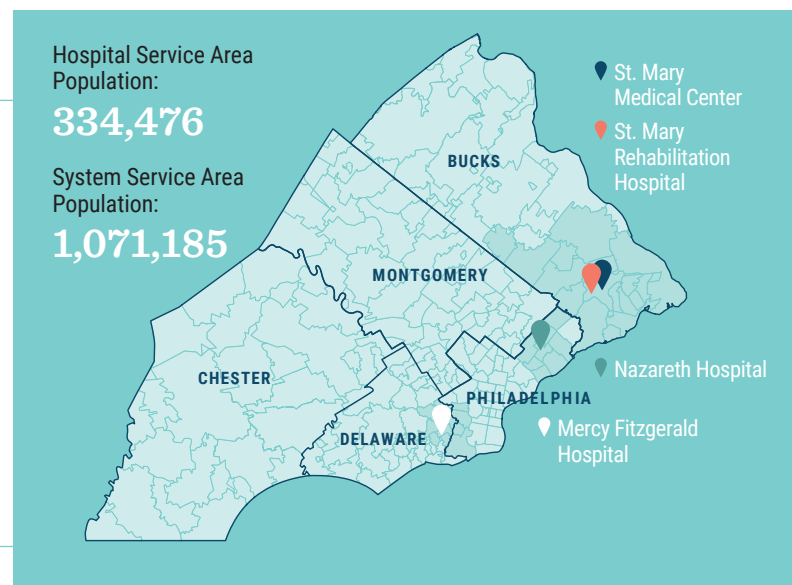 Hospital Service Area
Population:
334,476
System Service Area
Population:
1,071,185
St. Mary
Medical Center
St. Mary
Rehabilitation
Hospital
BUCKS
MONTGOMERY
CHESTER
Nazareth Hospital
PHILADELPHIA
DELAWARE
Mercy Fitzgerald
Hospital